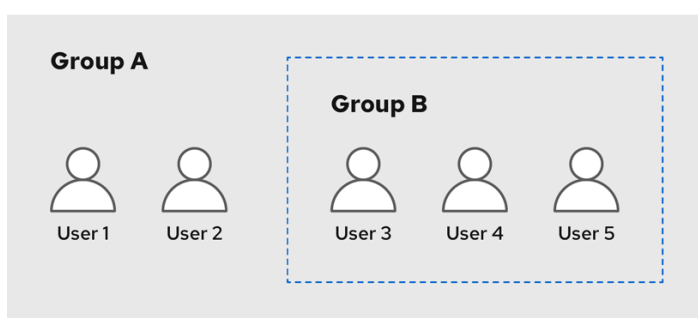 Group A
Group B
User 1
User 2
User 3
User 4
User 5